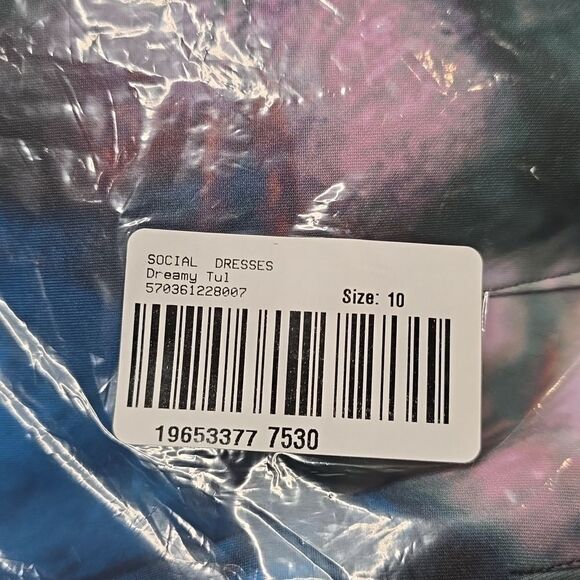 SOCIAL DRESSES
Dreamy Tul
570361228007
Size: 10
19653377 7530